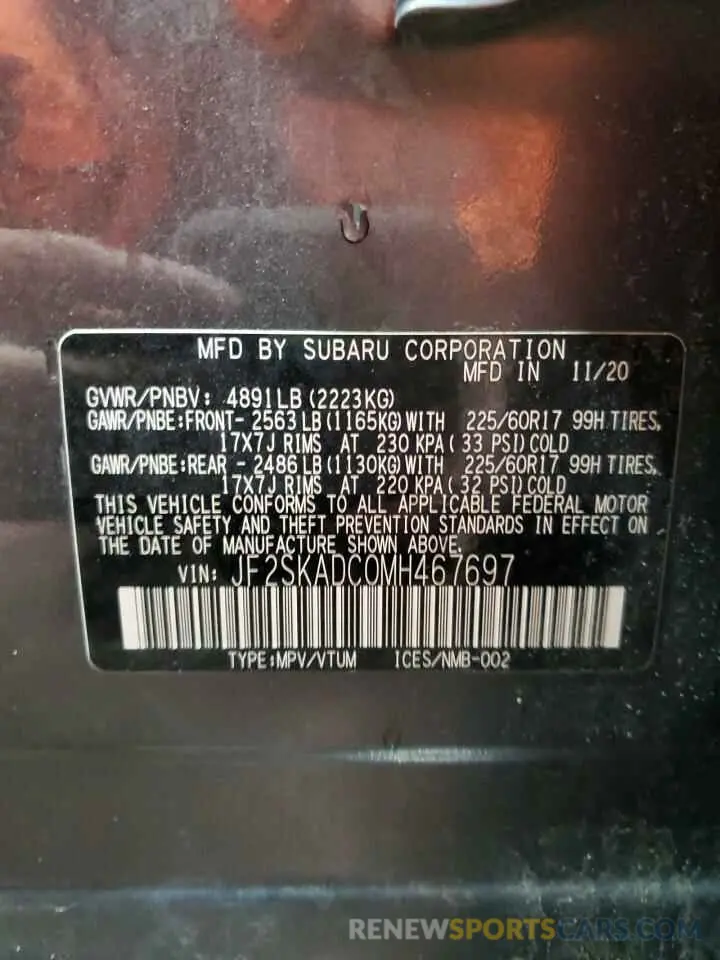 MFD BY SUBARU CORPORATION
MFD IN 11/20
GVWR/PNBV: 4891LB (2223KG)
GAWR/PNBE:FRONT- 2563 LB (1165KG) WITH 225/60R17 99H TIRES,
17X7J RIMS AT 230 KPA ( 33 PSI) COLD
GAWR/PNBE:REAR - 2486 LB (1130KG) WITH 225/60R17 99H TIRES,
17X7J RIMS AT 220 KPA ( 32 PSI) COLD
THIS VEHICLE CONFORMS TO ALL APPLICABLE FEDERAL MOTOR
VEHICLE SAFETY AND THEFT PREVENTION STANDARDS IN EFFECT ON
THE DATE OF MANUFACTURE SHOWN ABOVE.
VIN: JF2SKADC0MH467697
TYPE:MPV/VTUM ICES/NMB-002
RENEWSPORTSCARS.COM